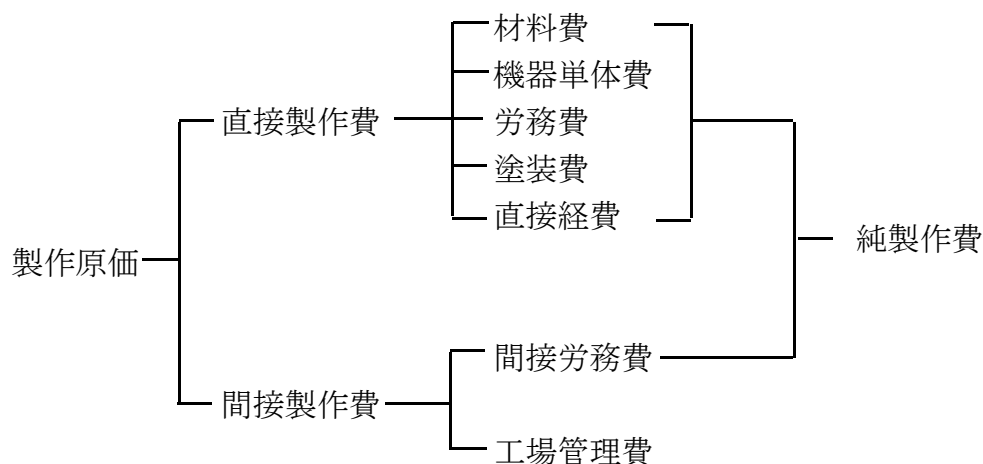 材料費
機器単体費
直接製作費
労務費
塗装費
直接経費
純製作費
製作原価
間接労務費
間接製作費
工場管理費